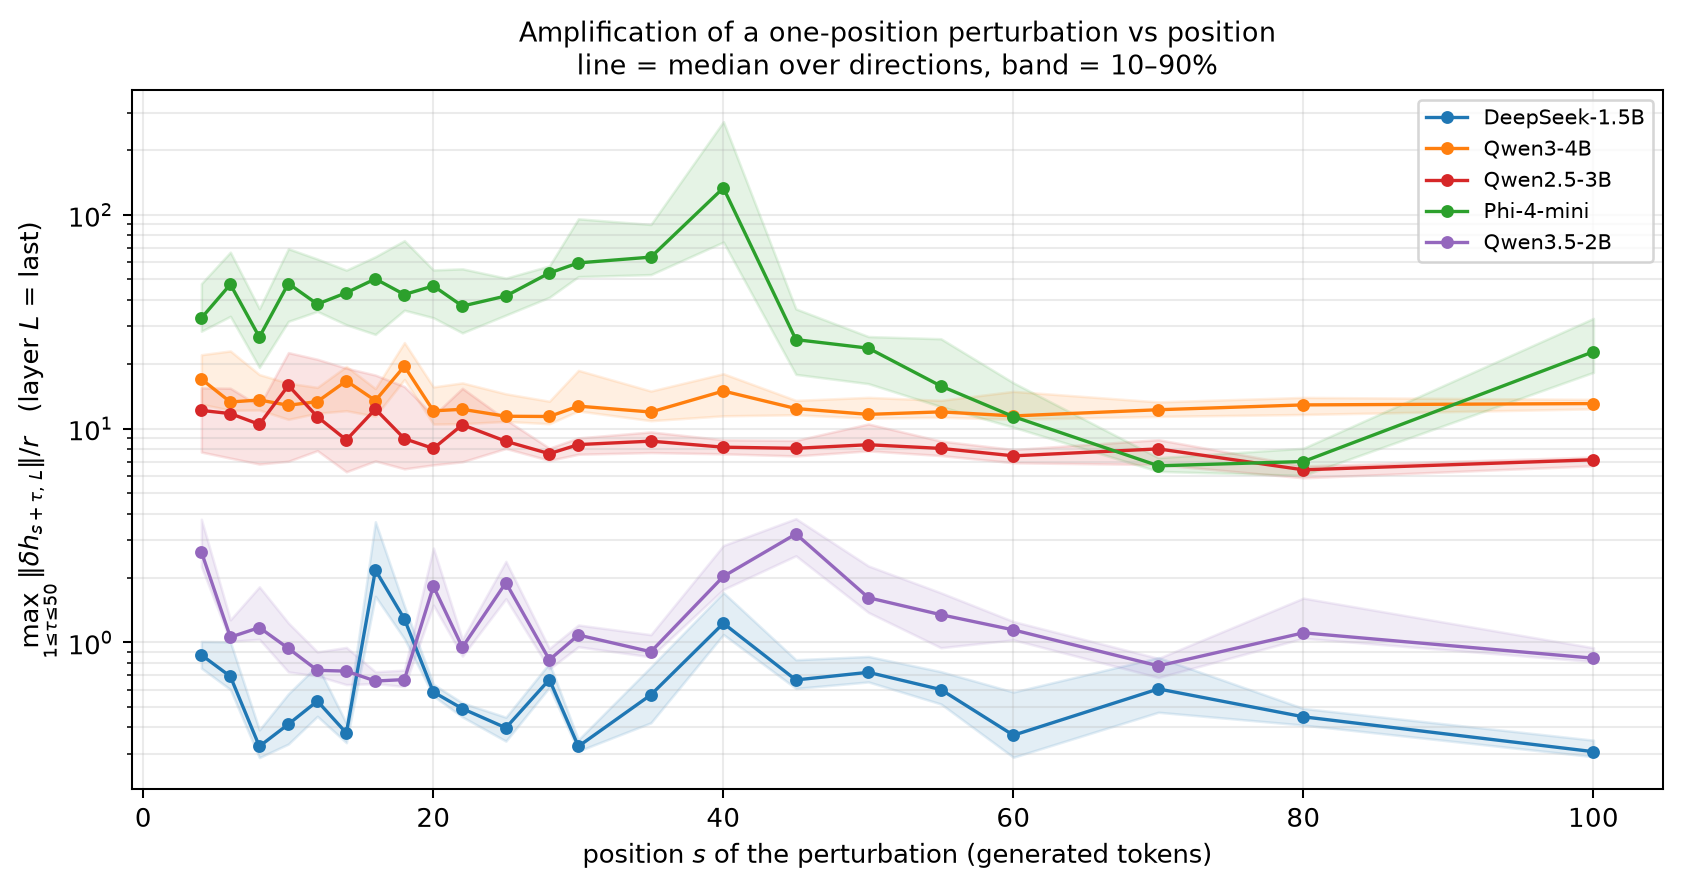 Amplification of a one-position perturbation vs position
line = median over directions, band = 10–90%
max ‖δh_{s+τ, L}‖/r (layer L = last)
1≤τ≤50
10²
10¹
10⁰
DeepSeek-1.5B
Qwen3-4B
Qwen2.5-3B
Phi-4-mini
Qwen3.5-2B
0 20 40 60 80 100
position s of the perturbation (generated tokens)